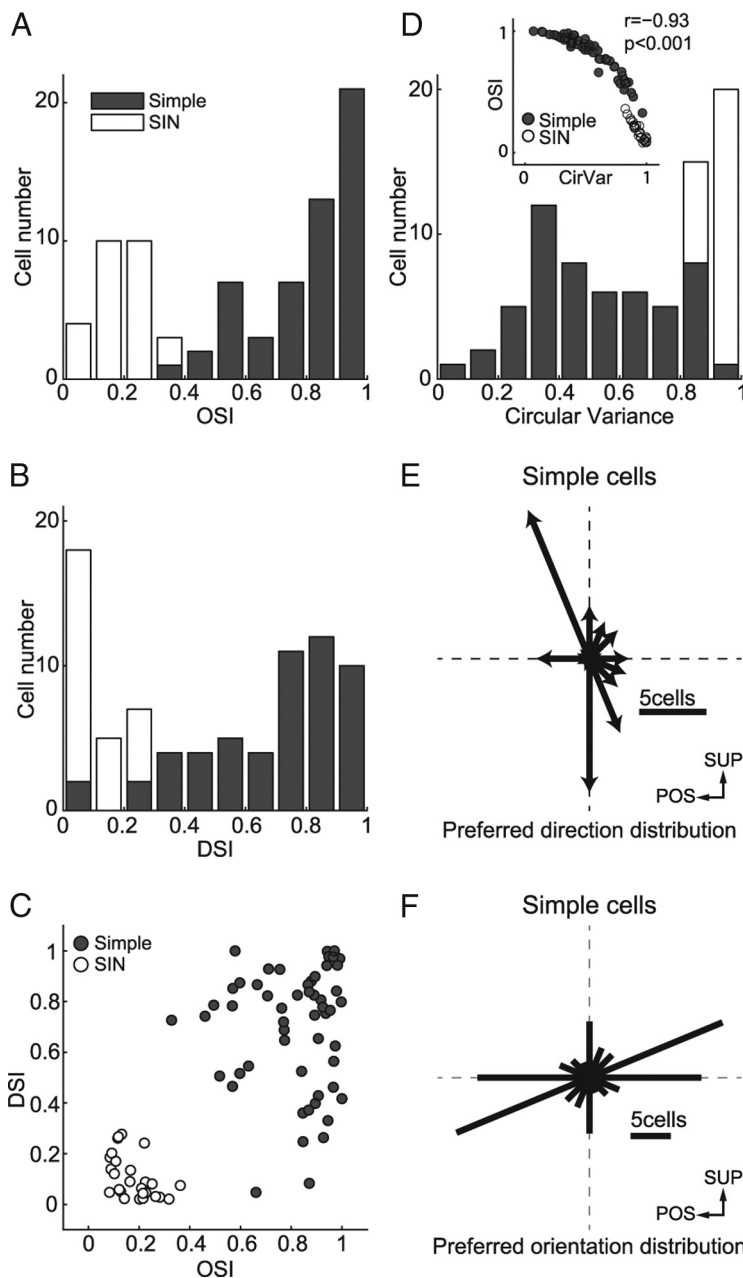 A
Simple
SIN
20
10
0
Cell number
0 0.2 0.4 0.6 0.8 1
OSI
D
r=−0.93
p<0.001
1
0
OSI
Simple
SIN
0 CirVar 1
20
10
0
Cell number
0 0.2 0.4 0.6 0.8 1
Circular Variance
B
20
10
0
Cell number
0 0.2 0.4 0.6 0.8 1
DSI
E
Simple cells
5cells
SUP
POS
Preferred direction distribution
C
Simple
SIN
1
0.8
0.6
0.4
0.2
0
DSI
0 0.2 0.4 0.6 0.8 1
OSI
F
Simple cells
5cells
SUP
POS
Preferred orientation distribution